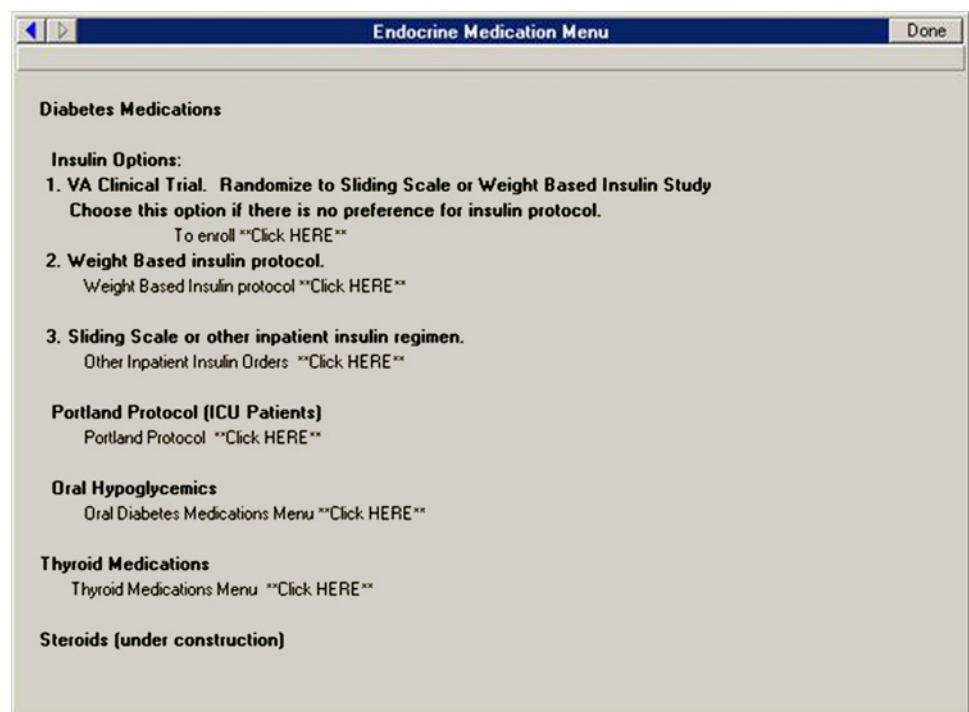 Endocrine Medication Menu
Done
Diabetes Medications
Insulin Options:
1. VA Clinical Trial. Randomize to Sliding Scale or Weight Based Insulin Study
Choose this option if there is no preference for insulin protocol.
To enroll **Click HERE**
2. Weight Based insulin protocol.
Weight Based Insulin protocol **Click HERE**
3. Sliding Scale or other inpatient insulin regimen.
Other Inpatient Insulin Orders **Click HERE**
Portland Protocol (ICU Patients)
Portland Protocol **Click HERE**
Oral Hypoglycemics
Oral Diabetes Medications Menu **Click HERE**
Thyroid Medications
Thyroid Medications Menu **Click HERE**
Steroids (under construction)